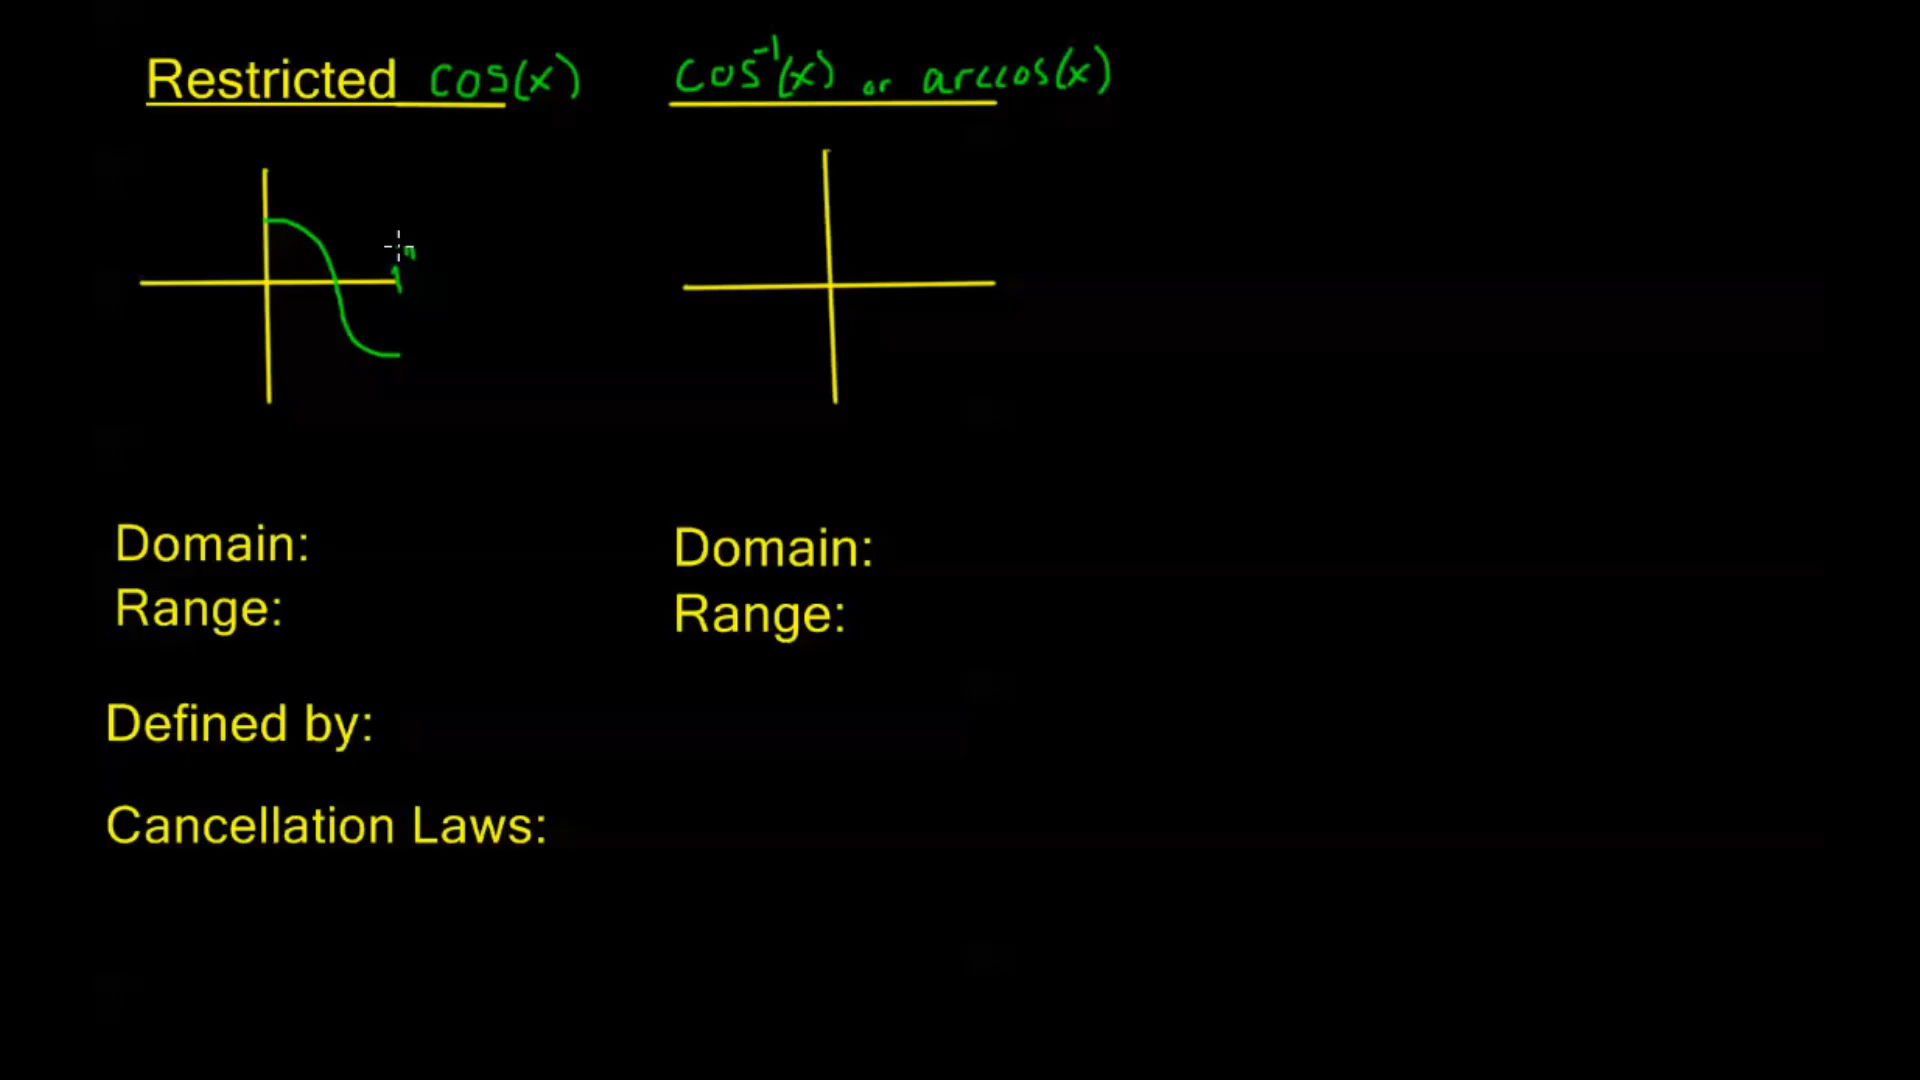 Restricted cos(x)
cos⁻¹(x) or arccos(x)
Domain:
Range:
Domain:
Range:
Defined by:
Cancellation Laws: